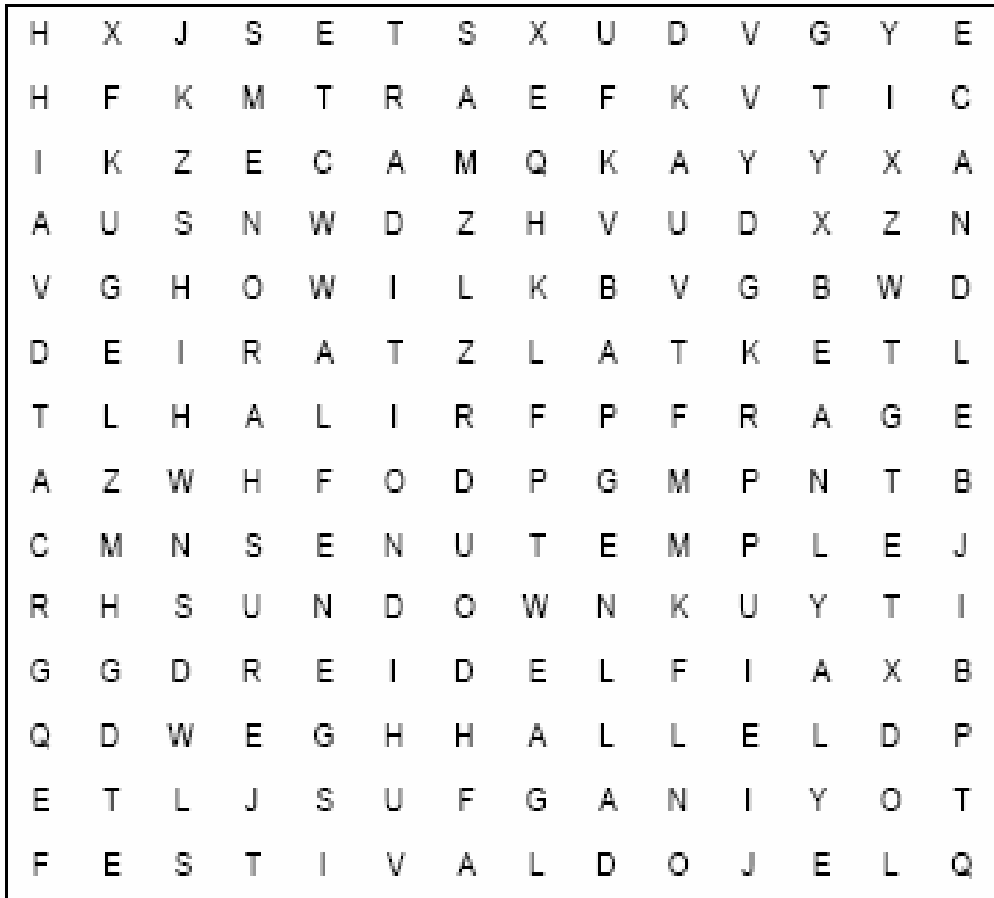 H X J S E T S X U D V G Y E
H F K M T R A E F K V T I C
I K Z E C A M Q K A Y Y X A
A U S N W D Z H V U D X Z N
V G H O W I L K B V G B W D
D E I R A T Z L A T K E T L
T L H A L I R F P F R A G E
A Z W H F O D P G M P N T B
C M N S E N U T E M P L E J
R H S U N D O W N K U Y T I
G G D R E I D E L F I A X B
Q D W E G H H A L L E L D P
E T L J S U F G A N I Y O T
F E S T I V A L D O J E L Q